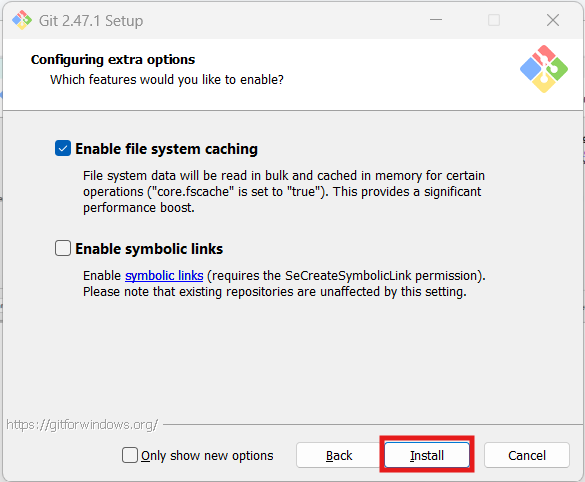 Git 2.47.1 Setup
Configuring extra options
Which features would you like to enable?
Enable file system caching
File system data will be read in bulk and cached in memory for certain
operations ("core.fscache" is set to "true"). This provides a significant
performance boost.
Enable symbolic links
Enable symbolic links (requires the SeCreateSymbolicLink permission).
Please note that existing repositories are unaffected by this setting.
https://gitforwindows.org/
Only show new options
Back
Install
Cancel